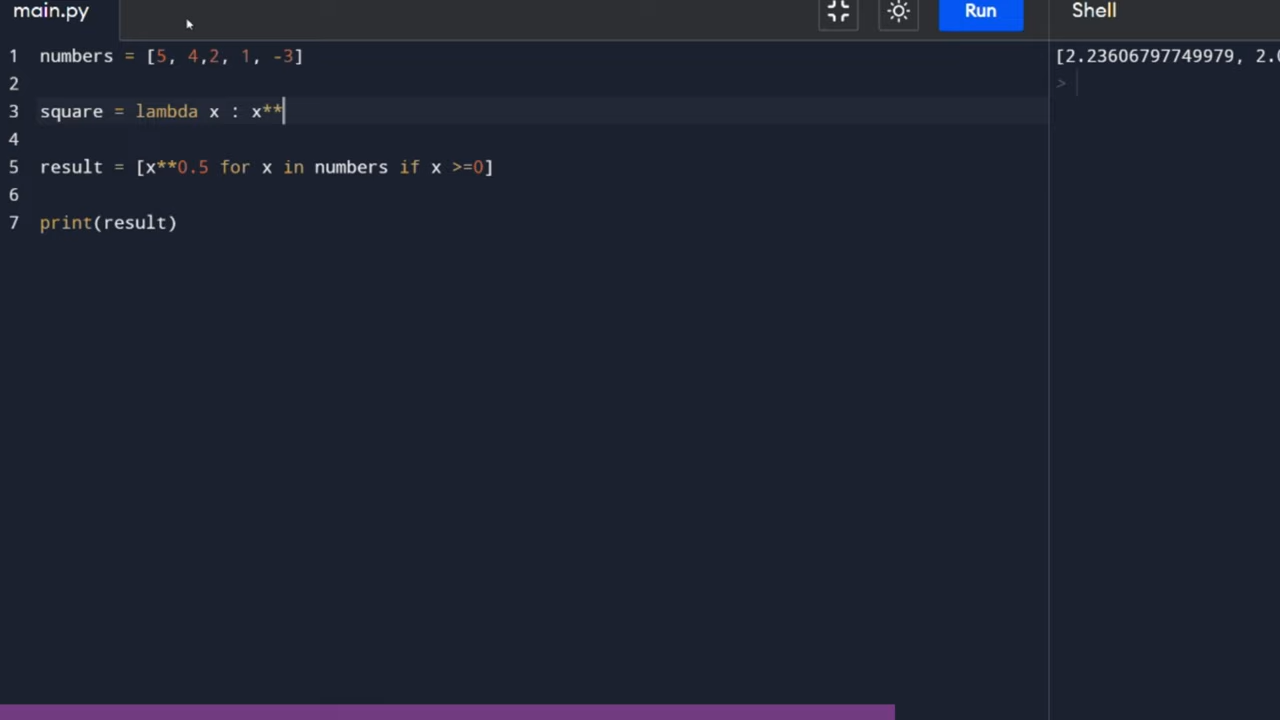 main.py Run Shell
1 numbers = [5, 4,2, 1, -3]
2
3 square = lambda x : x**
4
5 result = [x**0.5 for x in numbers if x >=0]
6
7 print(result)
[2.23606797749979, 2.0
>